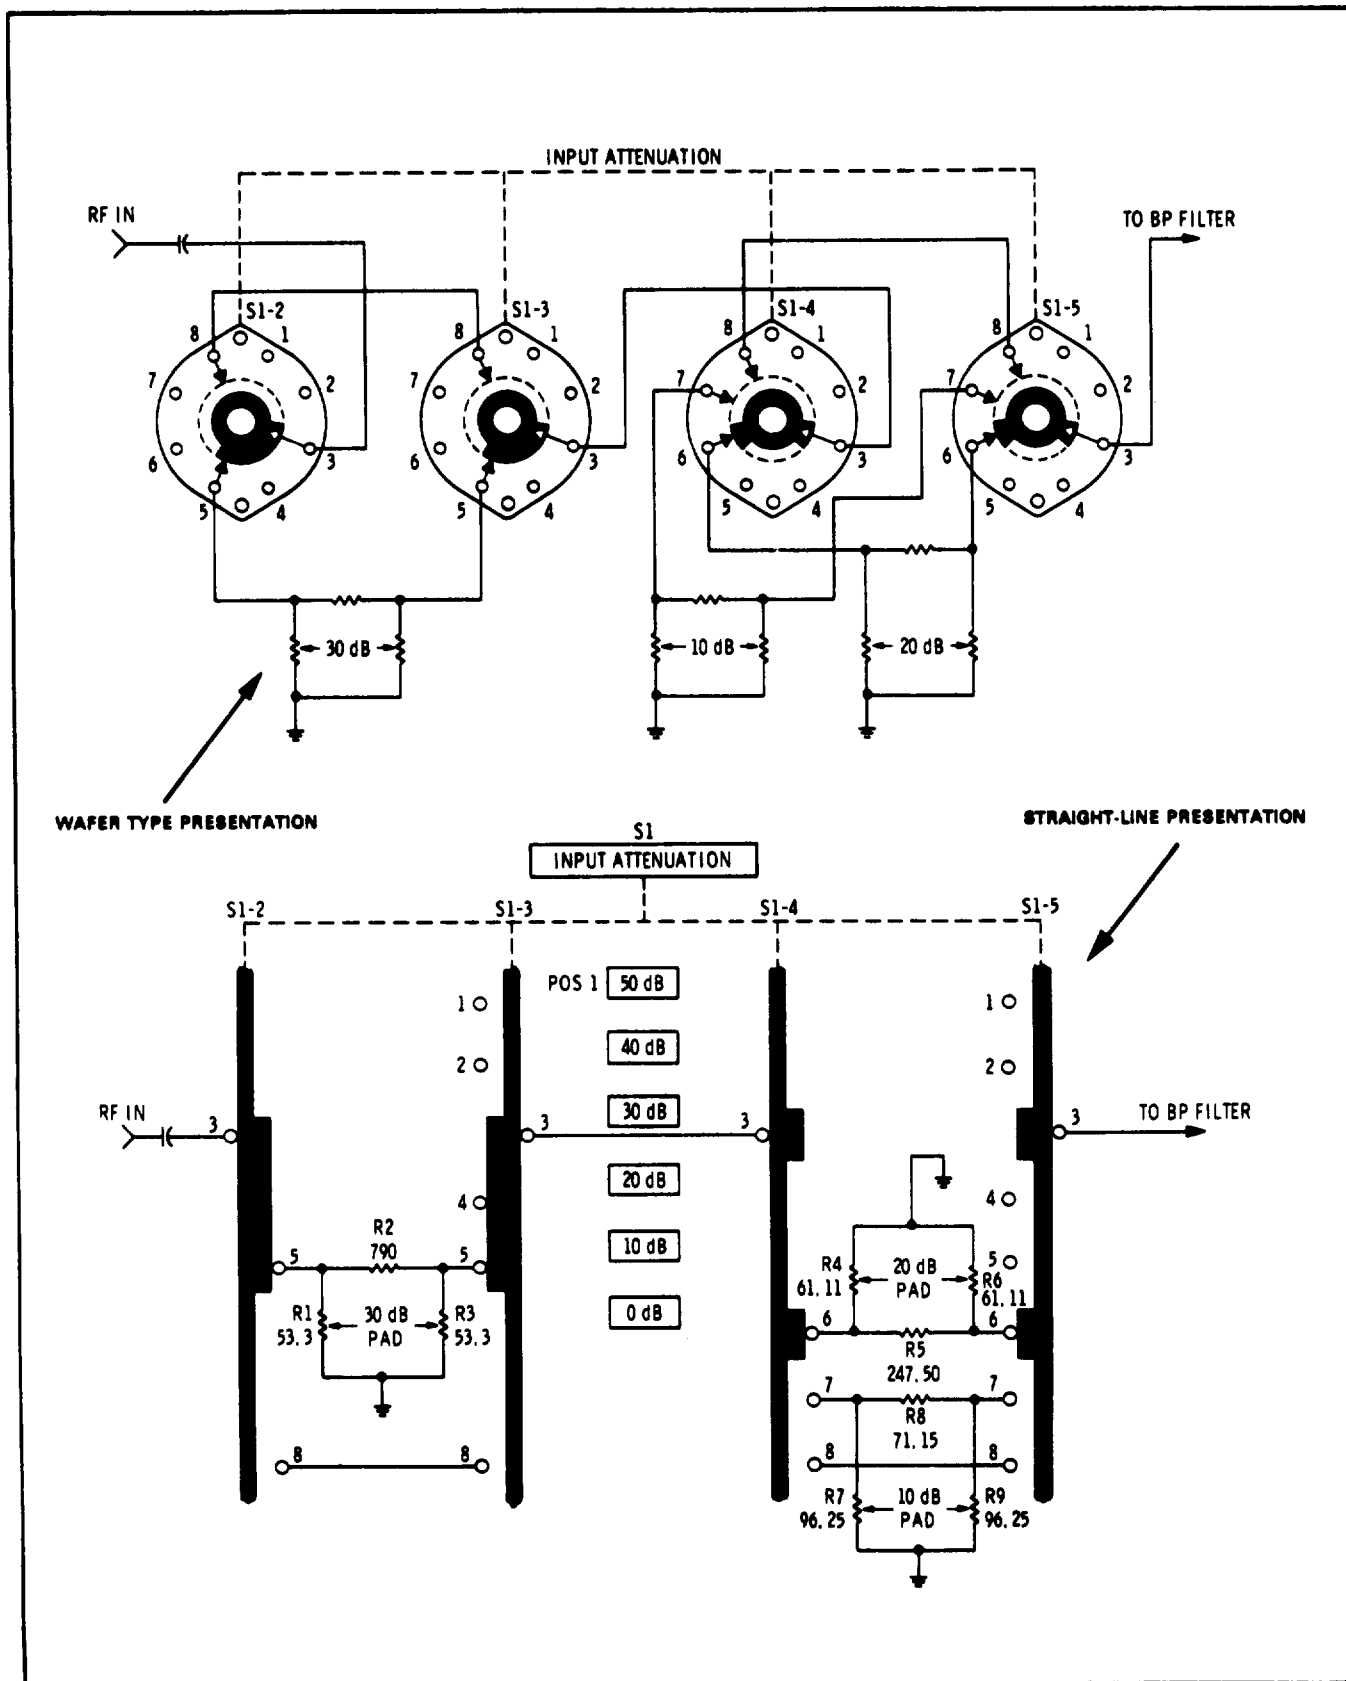 INPUT ATTENUATION
RF IN
TO BP FILTER
S1-2
S1-3
S1-4
S1-5
8 1
8 1
8 1
8 1
7 2
7 2
7
7 2
6 3
6 3
6 3
6 3
5 4
5 4
5 4
5 4
30 dB
10 dB
20 dB
WAFER TYPE PRESENTATION
STRAIGHT-LINE PRESENTATION
S1
INPUT ATTENUATION
S1-2
S1-3
S1-4
S1-5
POS 1
50 dB
1
1
40 dB
2
2
RF IN
3
3
30 dB
3
3
TO BP FILTER
20 dB
4
4
R2
790
10 dB
5
5
R4
61.11
20 dB
PAD
R6
61.11
5
R1
53.3
30 dB
PAD
R3
53.3
0 dB
6
6
R5
247.50
7
7
R8
71.15
8
8
8
8
R7
96.25
10 dB
PAD
R9
96.25